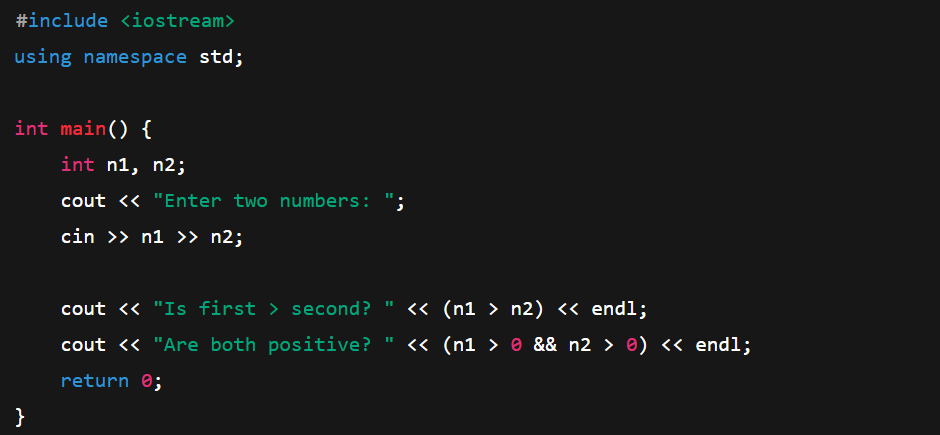 #include <iostream>
using namespace std;
int main() {
int n1, n2;
cout << "Enter two numbers: ";
cin >> n1 >> n2;
cout << "Is first > second? " << (n1 > n2) << endl;
cout << "Are both positive? " << (n1 > 0 && n2 > 0) << endl;
return 0;
}